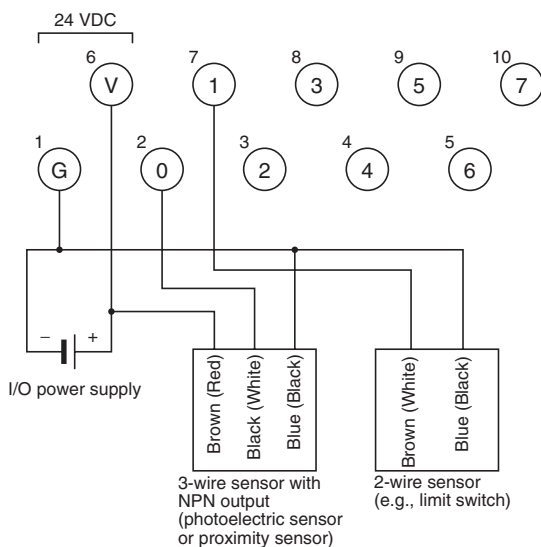 24 VDC
6 7 8 9 10
V 1 3 5 7
1 2 3 4 5
G 0 2 4 6
− +
I/O power supply
Brown (Red)
Black (White)
Blue (Black)
Brown (White)
Blue (Black)
3-wire sensor with
NPN output
(photoelectric sensor
or proximity sensor)
2-wire sensor
(e.g., limit switch)